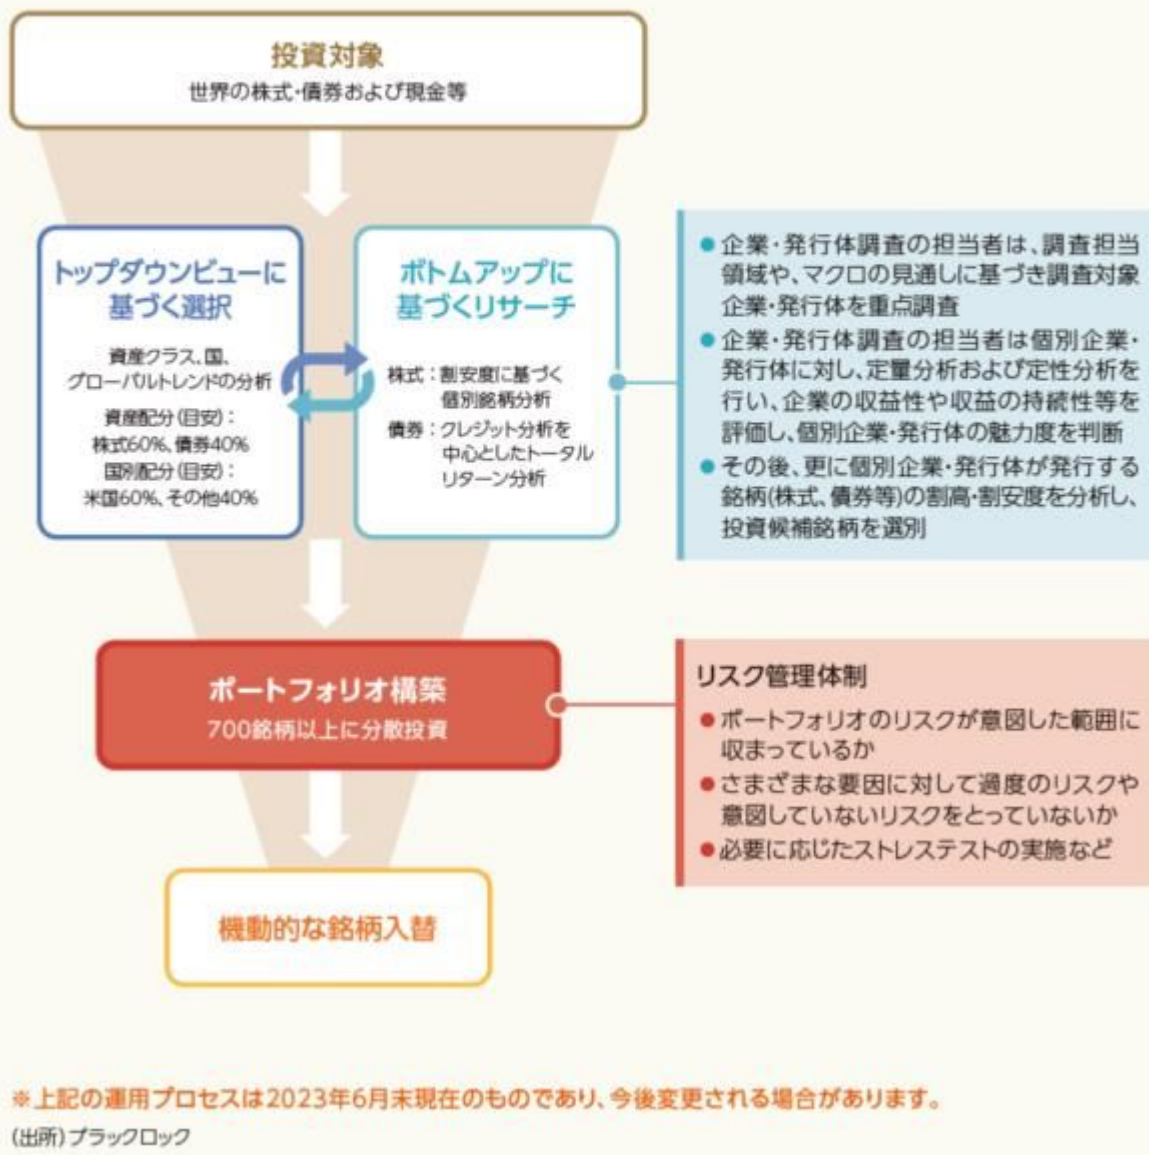 投資対象
世界の株式・債券および現金等
トップダウンビューに
基づく選択
資産クラス、国、
グローバルトレンドの分析
資産配分(目安):
株式60%、債券40%
国別配分(目安):
米国60%、その他40%
ボトムアップに
基づくリサーチ
株式:割安度に基づく
個別銘柄分析
債券:クレジット分析を
中心としたトータル
リターン分析
●企業・発行体調査の担当者は、調査担当
領域や、マクロの見通しに基づき調査対象
企業・発行体を重点調査
●企業・発行体調査の担当者は個別企業・
発行体に対し、定量分析および定性分析を
行い、企業の収益性や収益の持続性等を
評価し、個別企業・発行体の魅力度を判断
●その後、更に個別企業・発行体が発行する
銘柄(株式、債券等)の割高・割安度を分析し、
投資候補銘柄を選別
ポートフォリオ構築
700銘柄以上に分散投資
リスク管理体制
●ポートフォリオのリスクが意図した範囲に
収まっているか
●さまざまな要因に対して過度のリスクや
意図していないリスクをとっていないか
●必要に応じたストレステストの実施など
機動的な銘柄入替
※上記の運用プロセスは2023年6月末現在のものであり、今後変更される場合があります。
(出所)ブラックロック